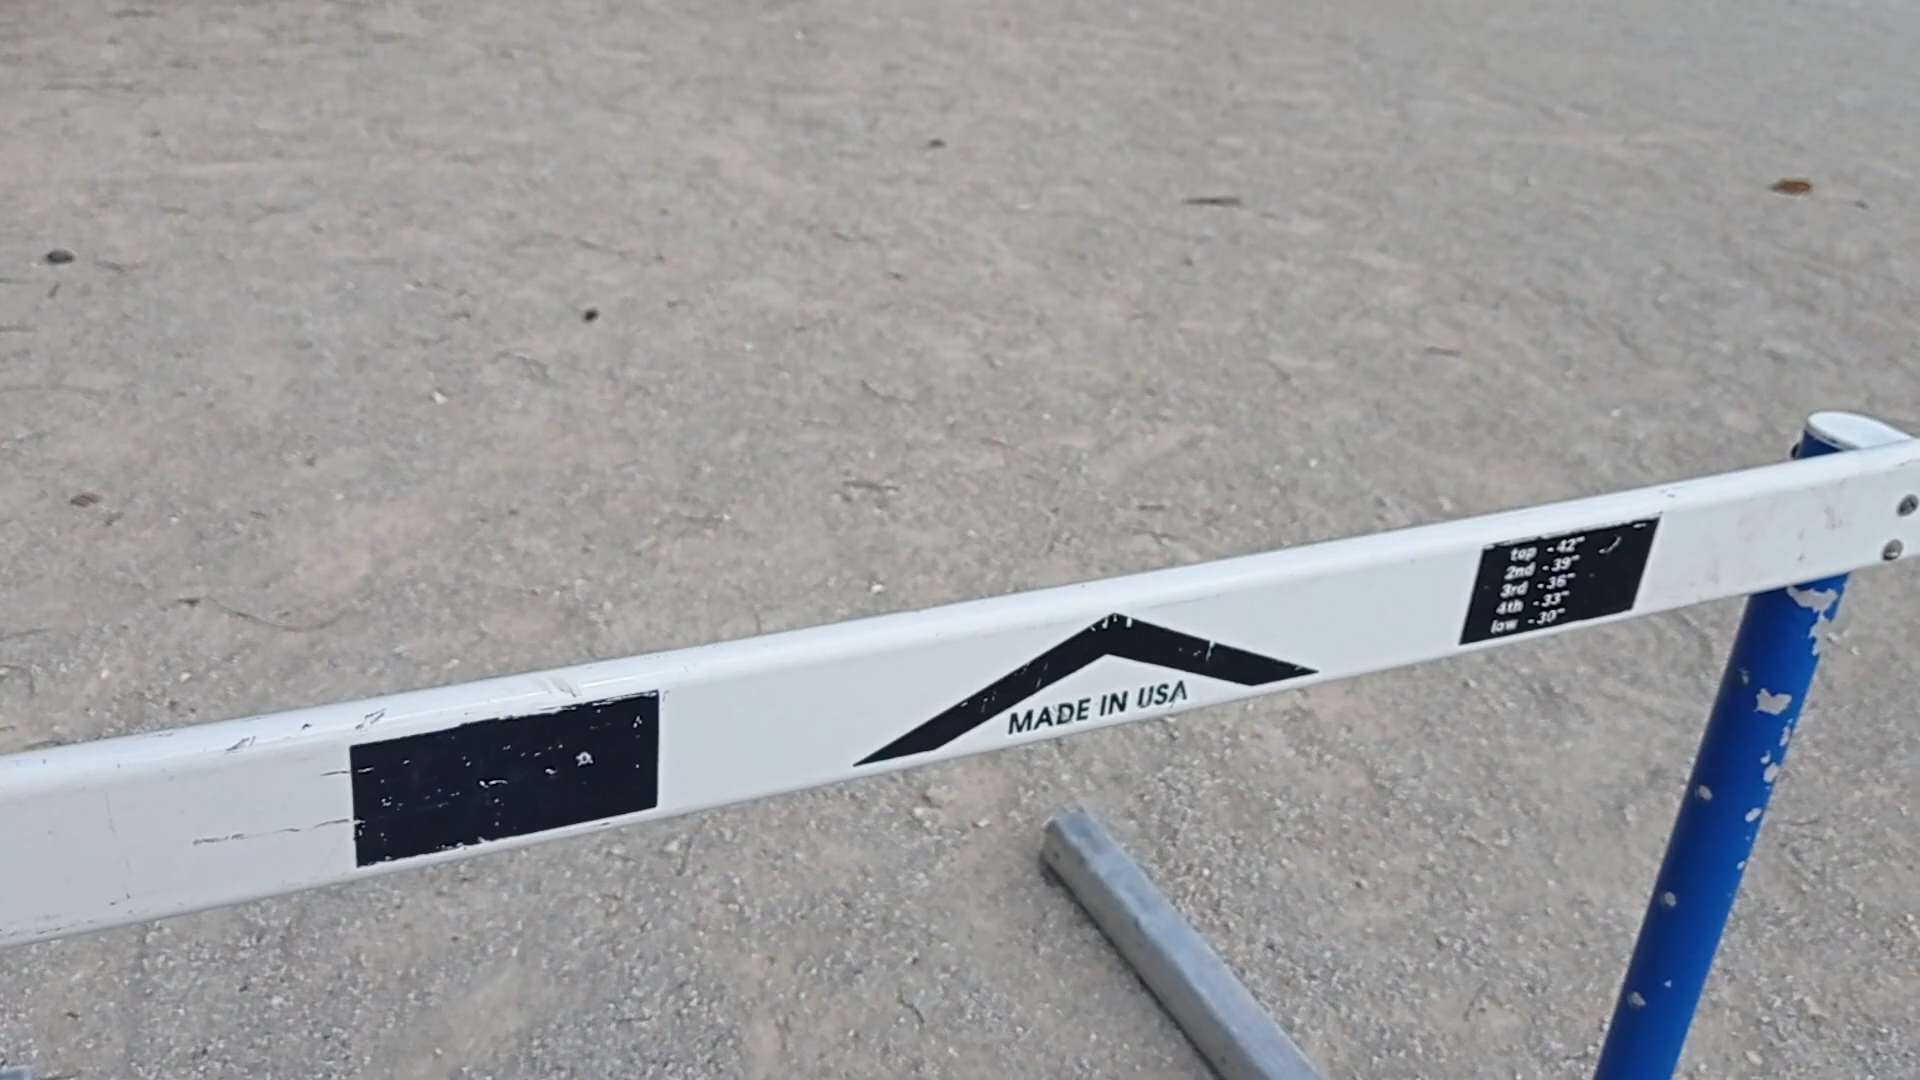 MADE IN USA
top - 42"
2nd - 39"
3rd - 36"
4th - 33"
low - 30"